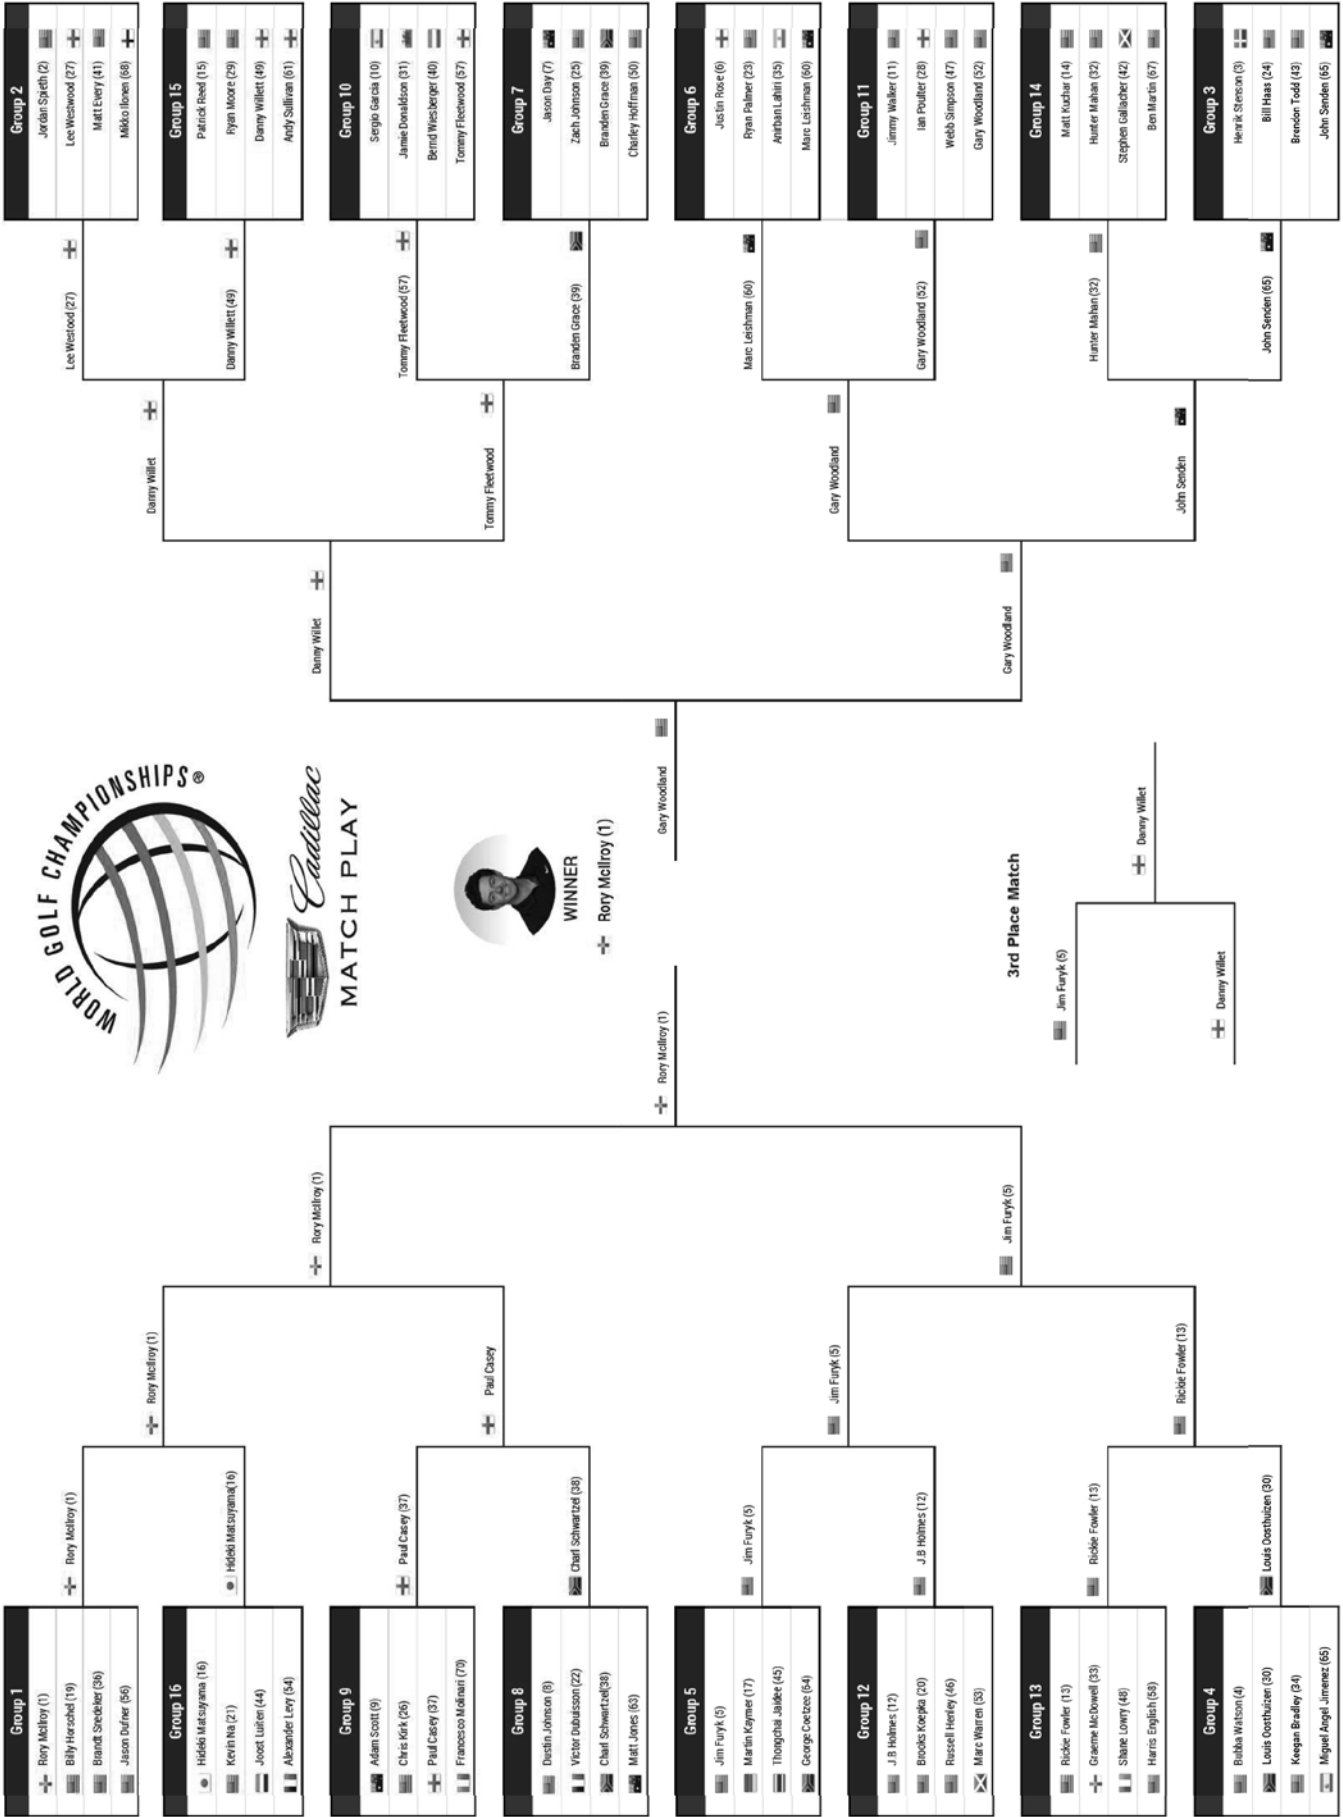 WORLD GOLF CHAMPIONSHIPS®
Cadillac
MATCH PLAY
WINNER
Rory McIlroy (1)
Group 1
Rory McIlroy (1)
Billy Horschel (19)
Brandt Snedeker (36)
Jason Dufner (56)
Group 16
Hideki Matsuyama (16)
Kevin Na (21)
Joost Luiten (44)
Alexander Levy (54)
Group 9
Adam Scott (9)
Chris Kirk (26)
Paul Casey (37)
Francesco Molinari (70)
Group 8
Dustin Johnson (8)
Victor Dubuisson (22)
Charl Schwartzel(38)
Matt Jones (63)
Group 5
Jim Furyk (5)
Martin Kaymer (17)
Thongchai Jaidee (45)
George Coetzee (64)
Group 12
J.B Holmes (12)
Brooks Koepka (20)
Russell Henley (46)
Marc Warren (53)
Group 13
Rickie Fowler (13)
Graeme McDowell (33)
Shane Lowry (48)
Harris English (58)
Group 4
Bubba Watson (4)
Louis Oosthuizen (30)
Keegan Bradley (34)
Miguel Angel Jimenez (65)
Rory McIlroy (1)
Hideki Matsuyama(16)
Paul Casey (37)
Charl Schwartzel (38)
Jim Furyk (5)
J.B Holmes (12)
Rickie Fowler (13)
Louis Oosthuizen (30)
Rory McIlroy (1)
Paul Casey
Jim Furyk (5)
Rickie Fowler (13)
Rory McIlroy (1)
Jim Furyk (5)
Rory McIlroy (1)
Gary Woodland
Danny Willet
Gary Woodland
Danny Willet
Tommy Fleetwood
Gary Woodland
John Senden
Lee Westood (27)
Danny Willett (49)
Tommy Fleetwood (57)
Branden Grace (39)
Marc Leishman (60)
Gary Woodland (52)
Hunter Mahan (32)
John Senden (65)
Group 2
Jordan Spieth (2)
Lee Westwood (27)
Matt Every (41)
Mikko Ilonen (68)
Group 15
Patrick Reed (15)
Ryan Moore (29)
Danny Willett (49)
Andy Sullivan (61)
Group 10
Sergio Garcia (10)
Jamie Donaldson (31)
Bernd Wiesberger (40)
Tommy Fleetwood (57)
Group 7
Jason Day (7)
Zach Johnson (25)
Branden Grace (39)
Charley Hoffman (50)
Group 6
Justin Rose (6)
Ryan Palmer (23)
Anirban Lahiri (35)
Marc Leishman (60)
Group 11
Jimmy Walker (11)
Ian Poulter (28)
Webb Simpson (47)
Gary Woodland (52)
Group 14
Matt Kuchar (14)
Hunter Mahan (32)
Stephen Gallacher (42)
Ben Martin (67)
Group 3
Henrik Stenson (3)
Bill Haas (24)
Brendon Todd (43)
John Senden (65)
3rd Place Match
Jim Furyk (5)
Danny Willet
Danny Willet